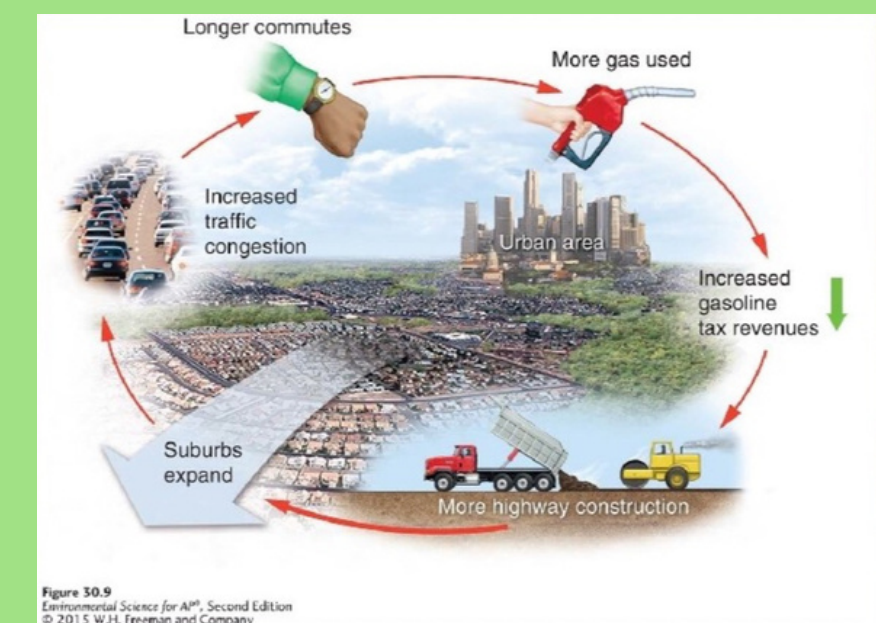 Longer commutes
More gas used
Increased
traffic
congestion
Urban area
Increased
gasoline
tax revenues
Suburbs
expand
More highway construction
Figure 30.9
Environmental Science for AP®, Second Edition
© 2015 W.H. Freeman and Company